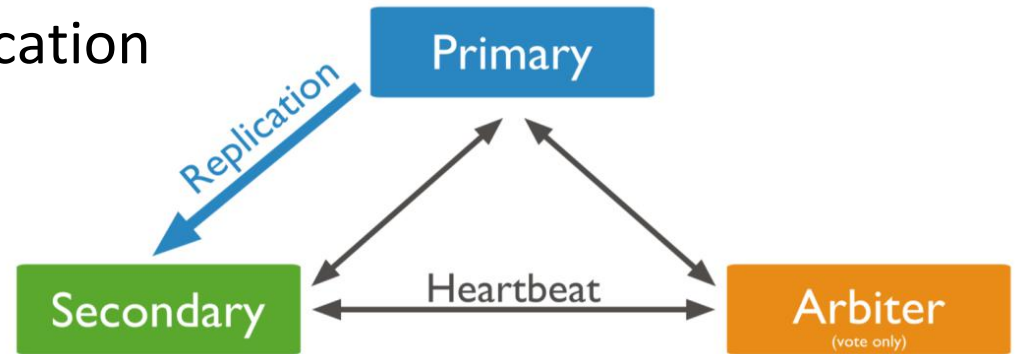 cation
Primary
Replication
Heartbeat
Secondary
Arbiter
(vote only)